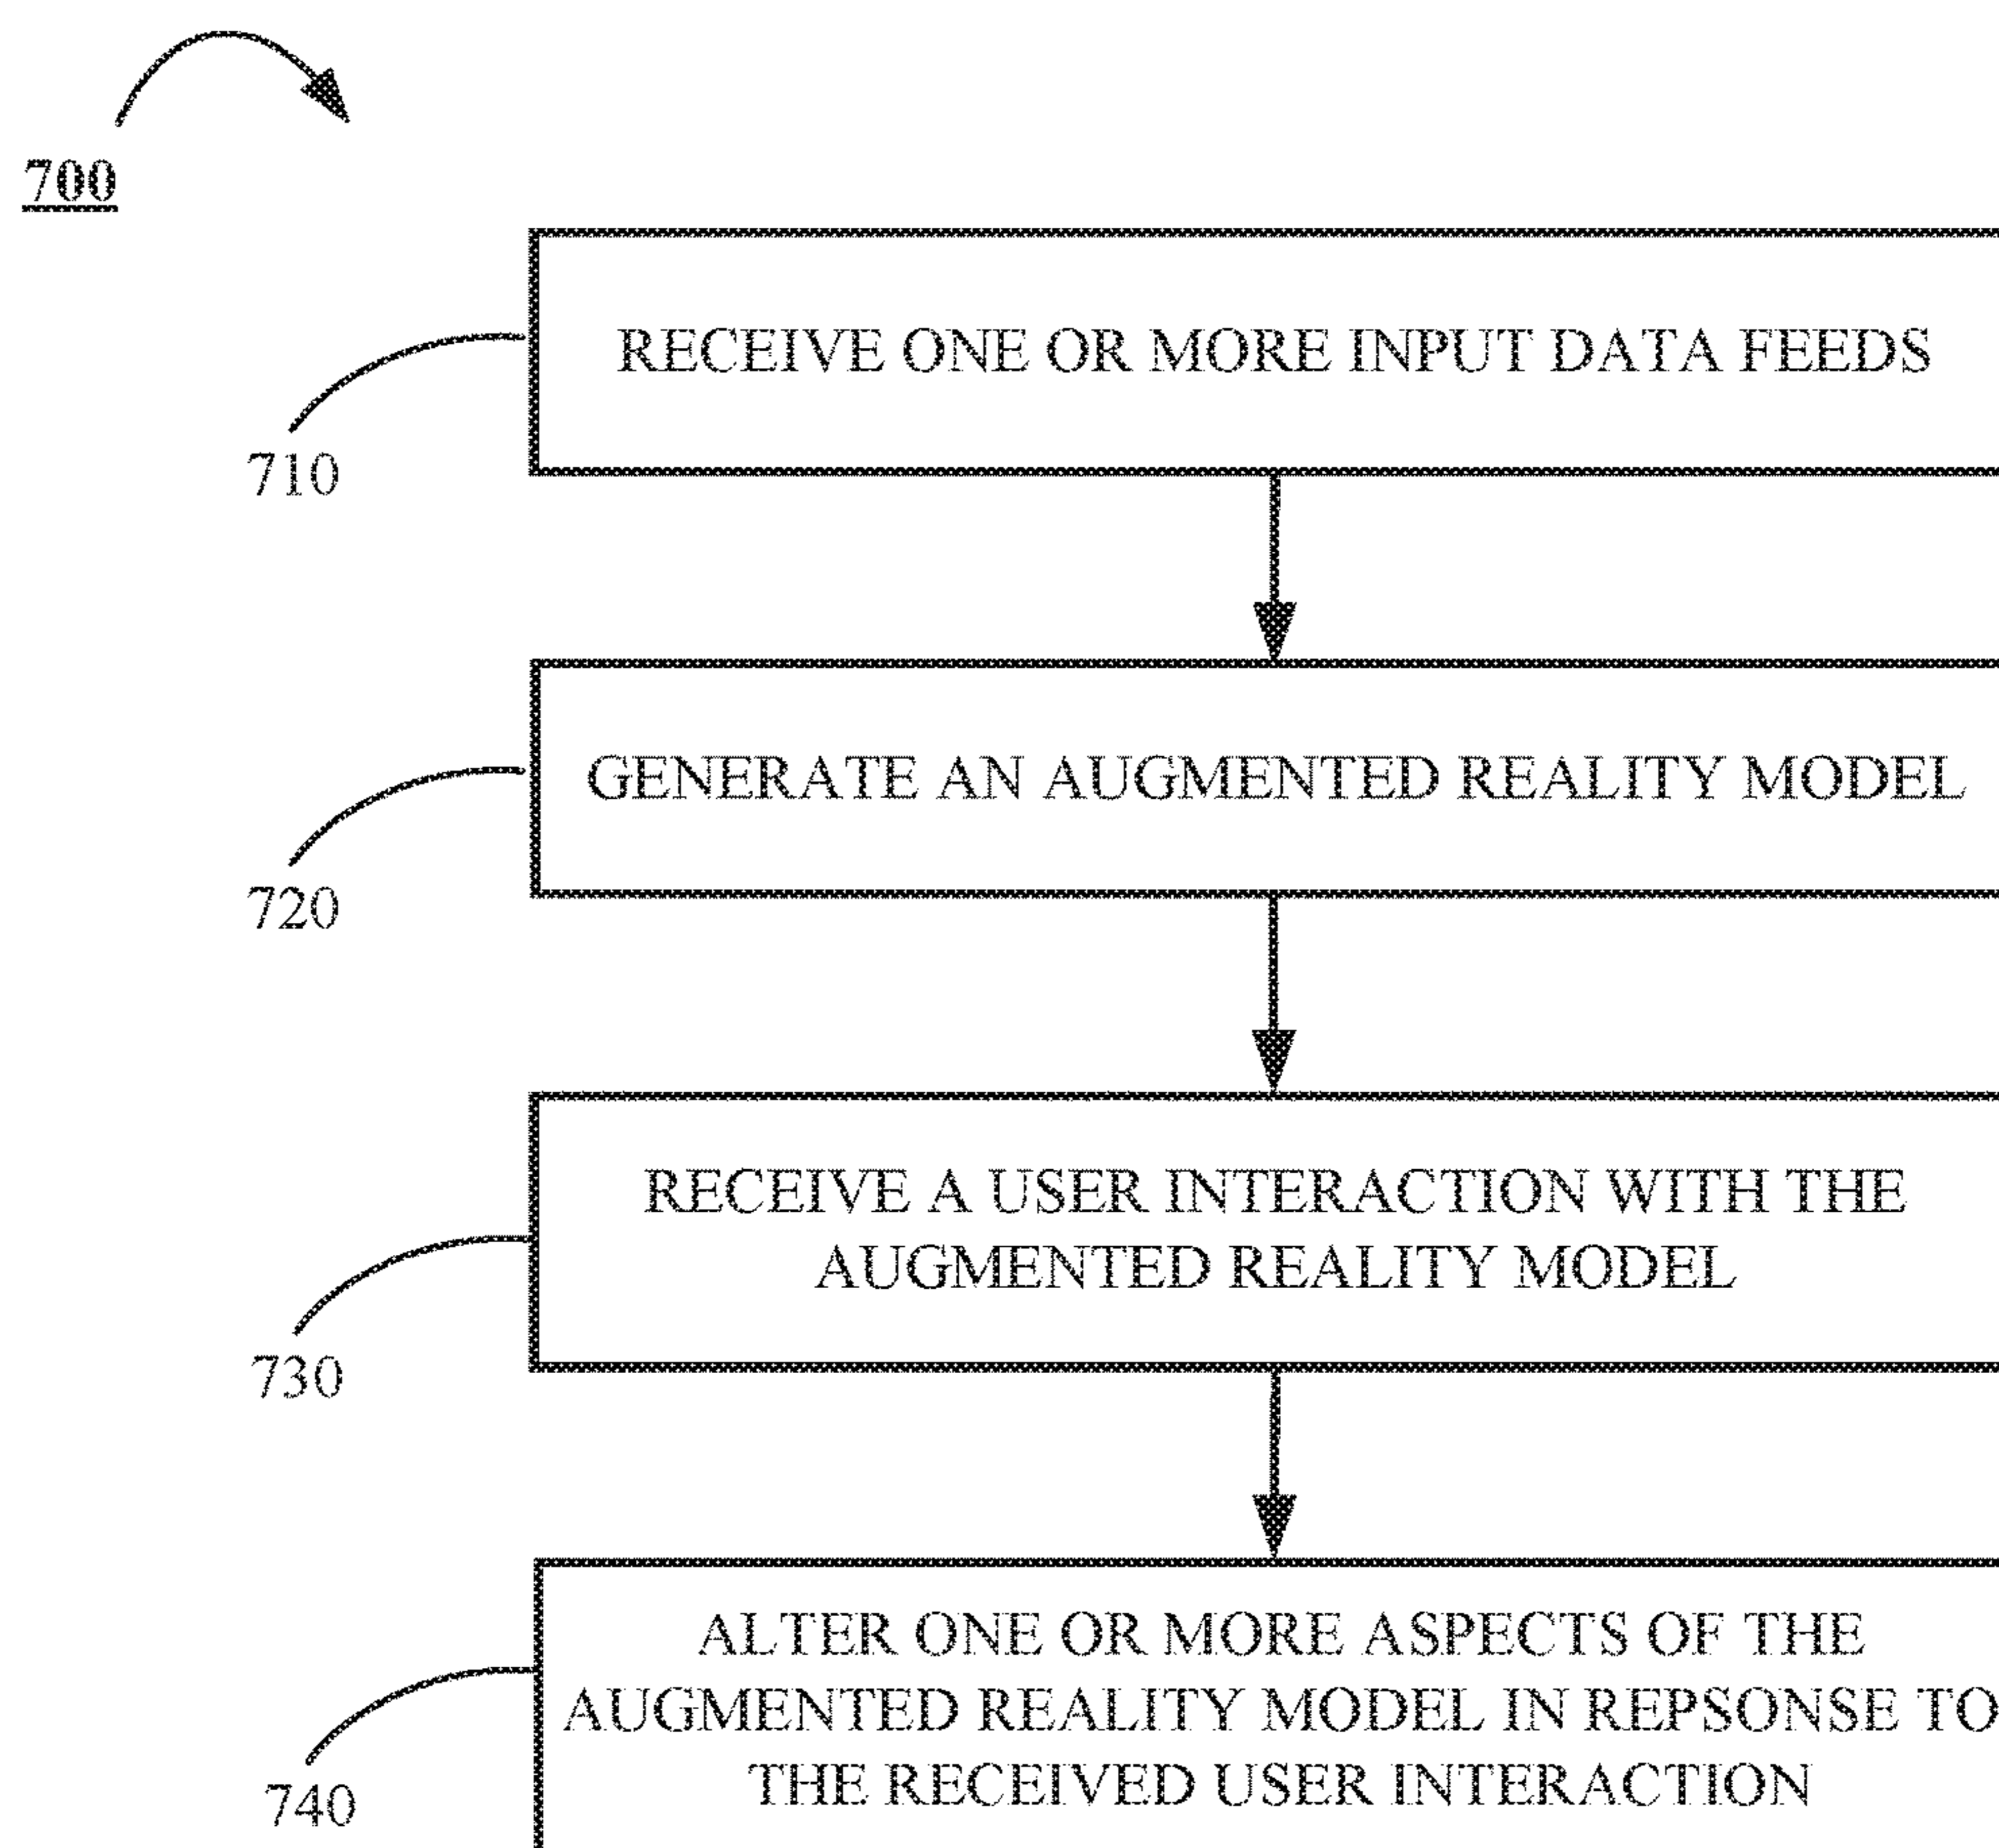 700
RECEIVE ONE OR MORE INPUT DATA FEEDS
710
GENERATE AN AUGMENTED REALITY MODEL
720
RECEIVE A USER INTERACTION WITH THE
AUGMENTED REALITY MODEL
730
ALTER ONE OR MORE ASPECTS OF THE
AUGMENTED REALITY MODEL IN REPSONSE TO
THE RECEIVED USER INTERACTION
740